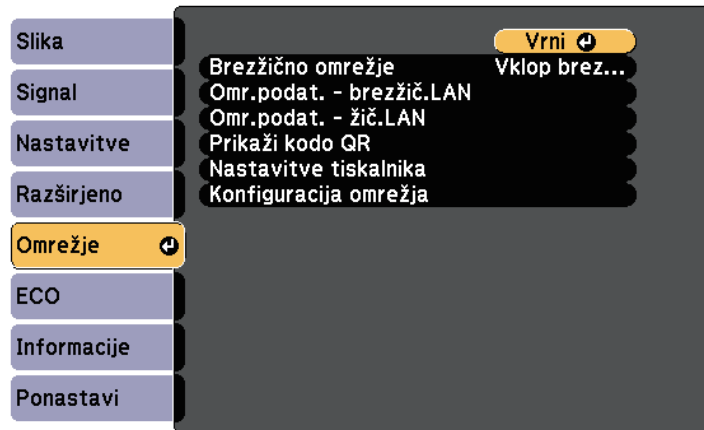 Slika
Signal
Nastavitve
Razširjeno
Omrežje
ECO
Informacije
Ponastavi
Vrni
Brezžično omrežje Vklop brez...
Omr.podat. - brezžič.LAN
Omr.podat. - žič.LAN
Prikaži kodo QR
Nastavitve tiskalnika
Konfiguracija omrežja